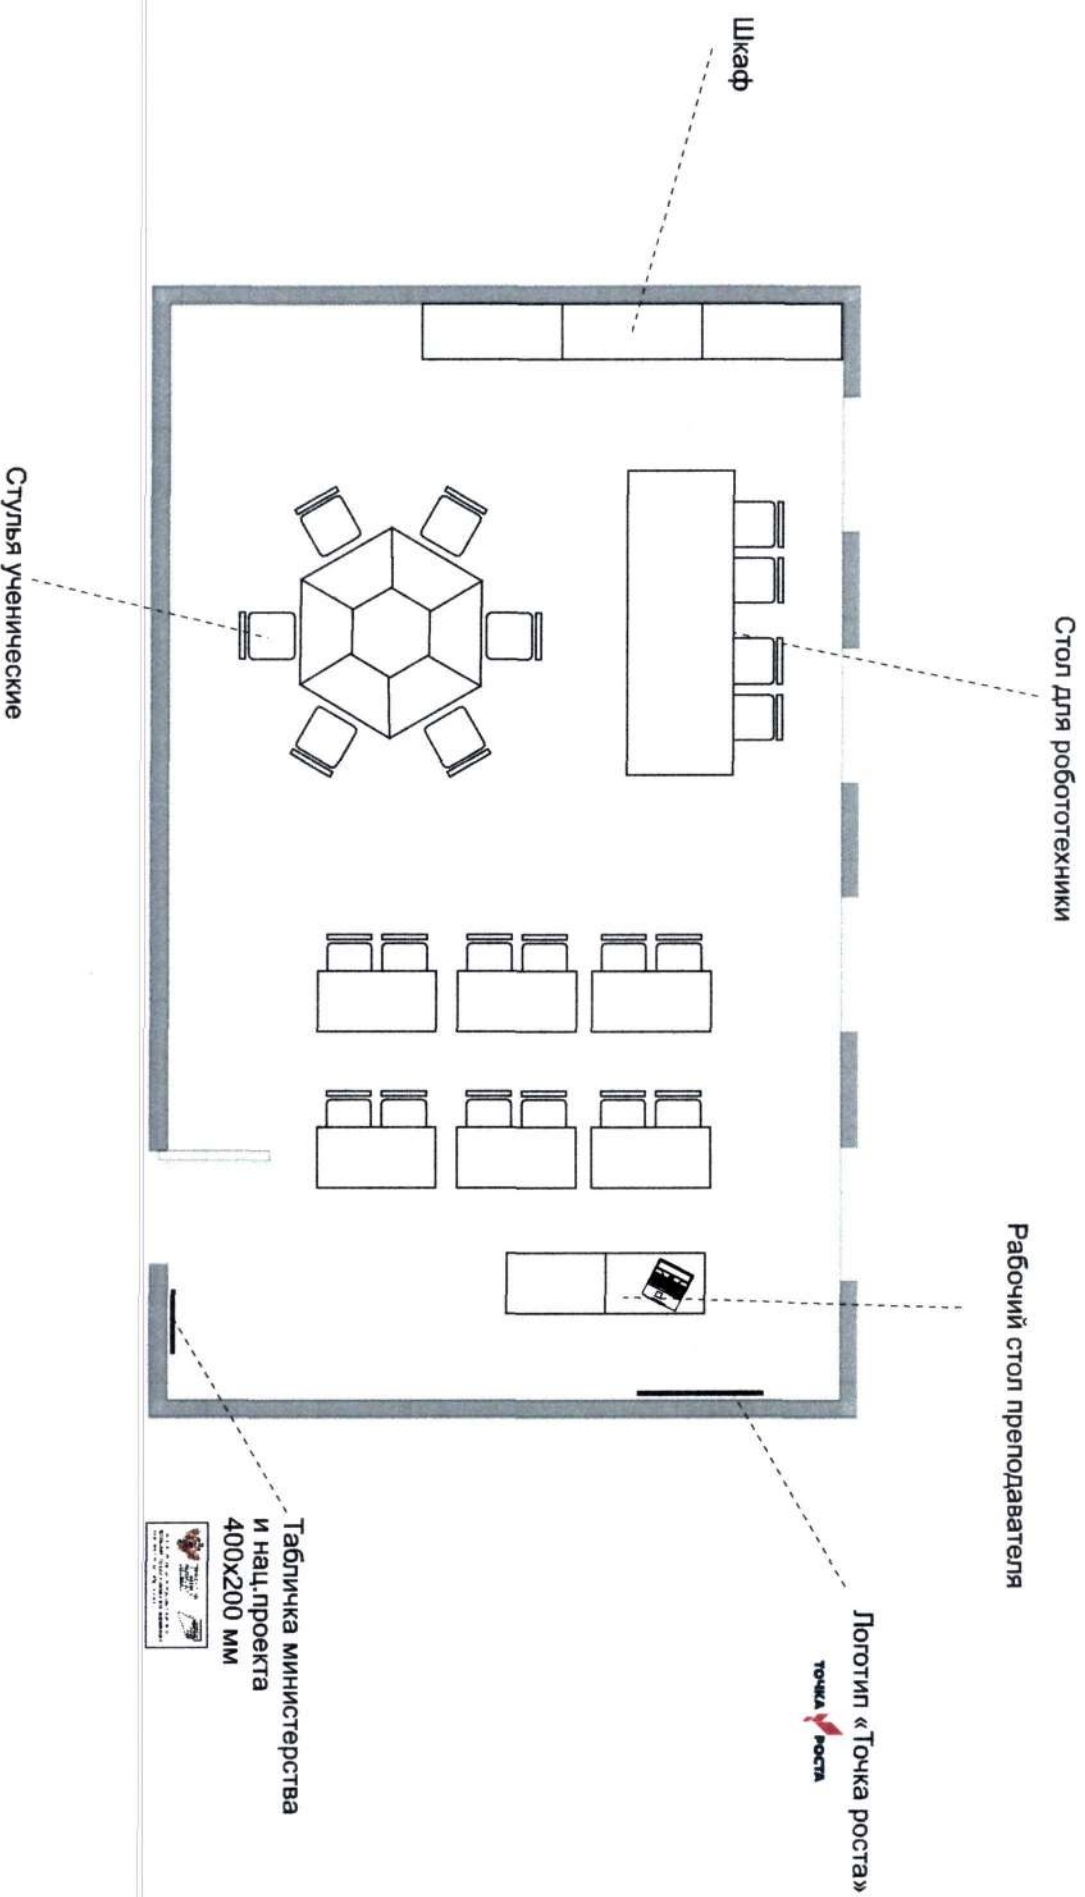 Шкаф
Стол для робототехники
Рабочий стол преподавателя
Логотип «Точка роста»
ТОЧКА РОСТА
Стулья ученические
Табличка министерства
и нац.проекта
400x200 мм